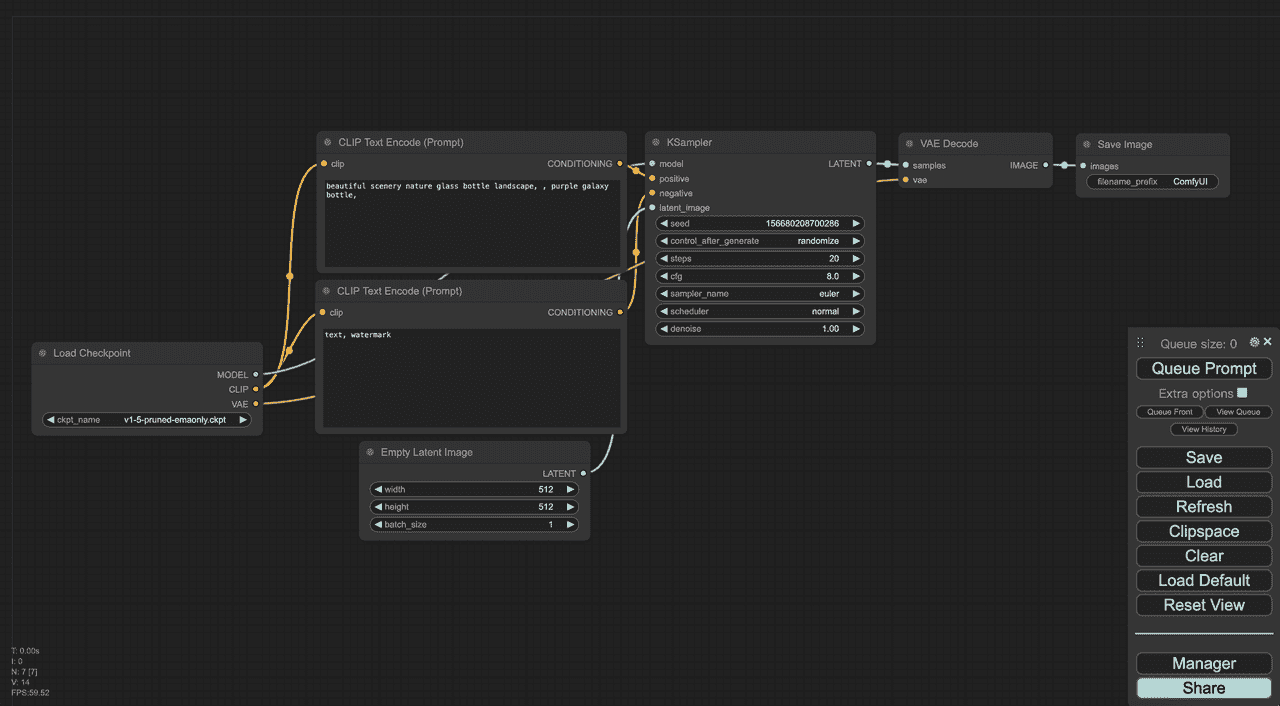 CLIP Text Encode (Prompt)
clip
CONDITIONING
beautiful scenery nature glass bottle landscape, , purple galaxy
bottle,
CLIP Text Encode (Prompt)
clip
CONDITIONING
text, watermark
Load Checkpoint
MODEL
CLIP
VAE
ckpt_name v1-5-pruned-emaonly.ckpt
Empty Latent Image
LATENT
width 512
height 512
batch_size 1
KSampler
model LATENT
positive
negative
latent_image
seed 156680208700286
control_after_generate randomize
steps 20
cfg 8.0
sampler_name euler
scheduler normal
denoise 1.00
VAE Decode
samples IMAGE
vae
Save Image
images
filename_prefix ComfyUI
Queue size: 0
Queue Prompt
Extra options
Queue Front View Queue
View History
Save
Load
Refresh
Clipspace
Clear
Load Default
Reset View
Manager
Share
T: 0.00s
I: 0
N: 7 [7]
V: 14
FPS:59.52